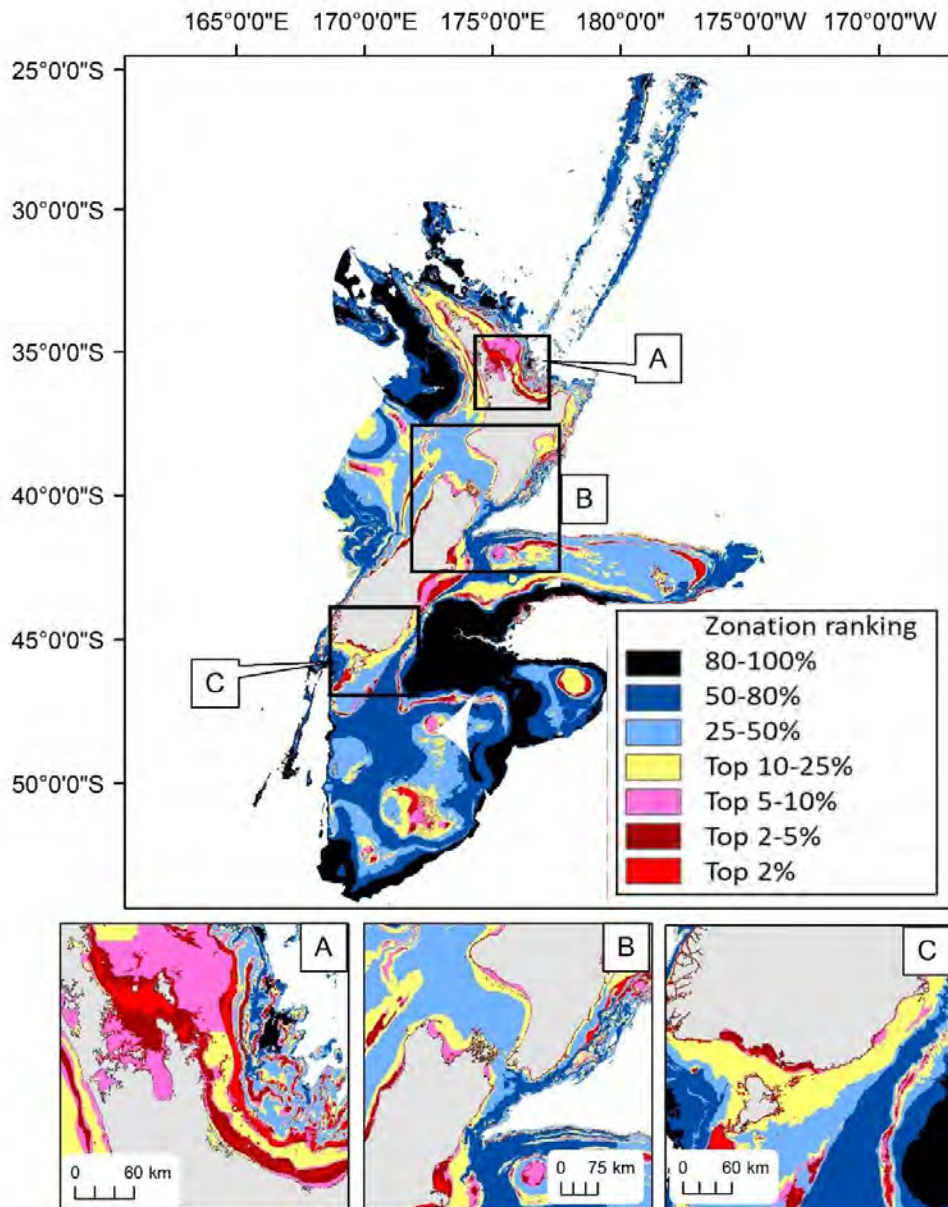 165°0'0"E 170°0'0"E 175°0'0"E 180°0'0" 175°0'0"W 170°0'0"W
25°0'0"S
30°0'0"S
35°0'0"S
A
40°0'0"S
B
45°0'0"S
C
50°0'0"S
Zonation ranking
80-100%
50-80%
25-50%
Top 10-25%
Top 5-10%
Top 2-5%
Top 2%
A
0 60 km
B
0 75 km
C
0 60 km